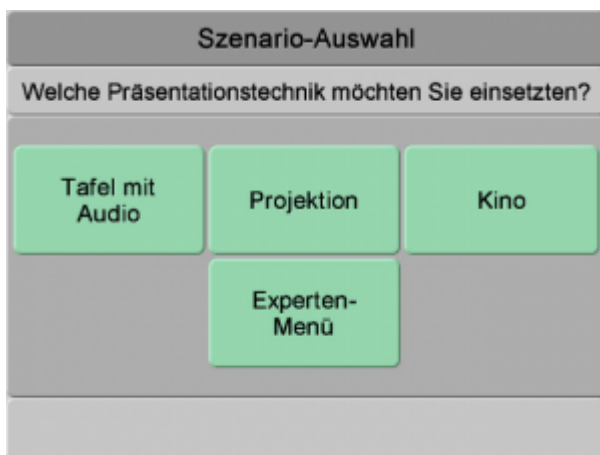 Szenario-Auswahl
Welche Präsentationstechnik möchten Sie einsetzten?
Tafel mit
Audio
Projektion
Kino
Experten-
Menü